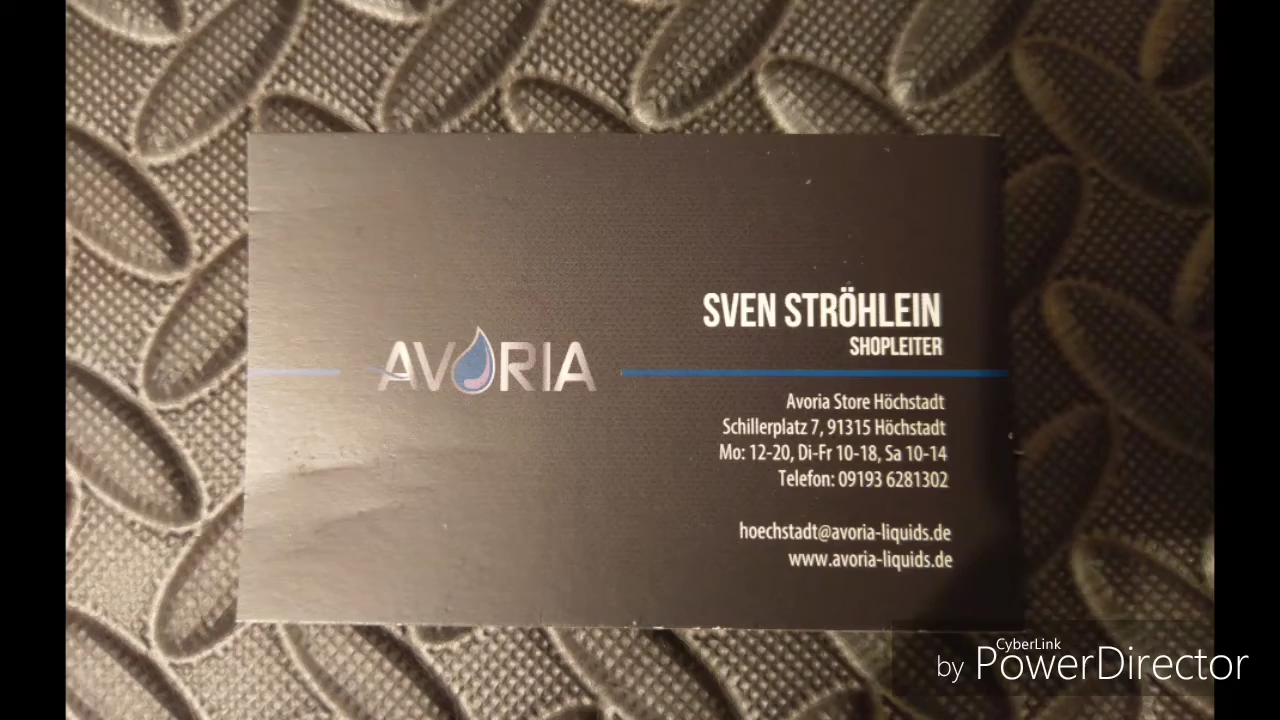 SVEN STRÖHLEIN
SHOPLEITER
AVORIA
Avoria Store Höchstadt
Schillerplatz 7, 91315 Höchstadt
Mo: 12-20, Di-Fr 10-18, Sa 10-14
Telefon: 09193 6281302
hoechstadt@avoria-liquids.de
www.avoria-liquids.de
CyberLink
by PowerDirector